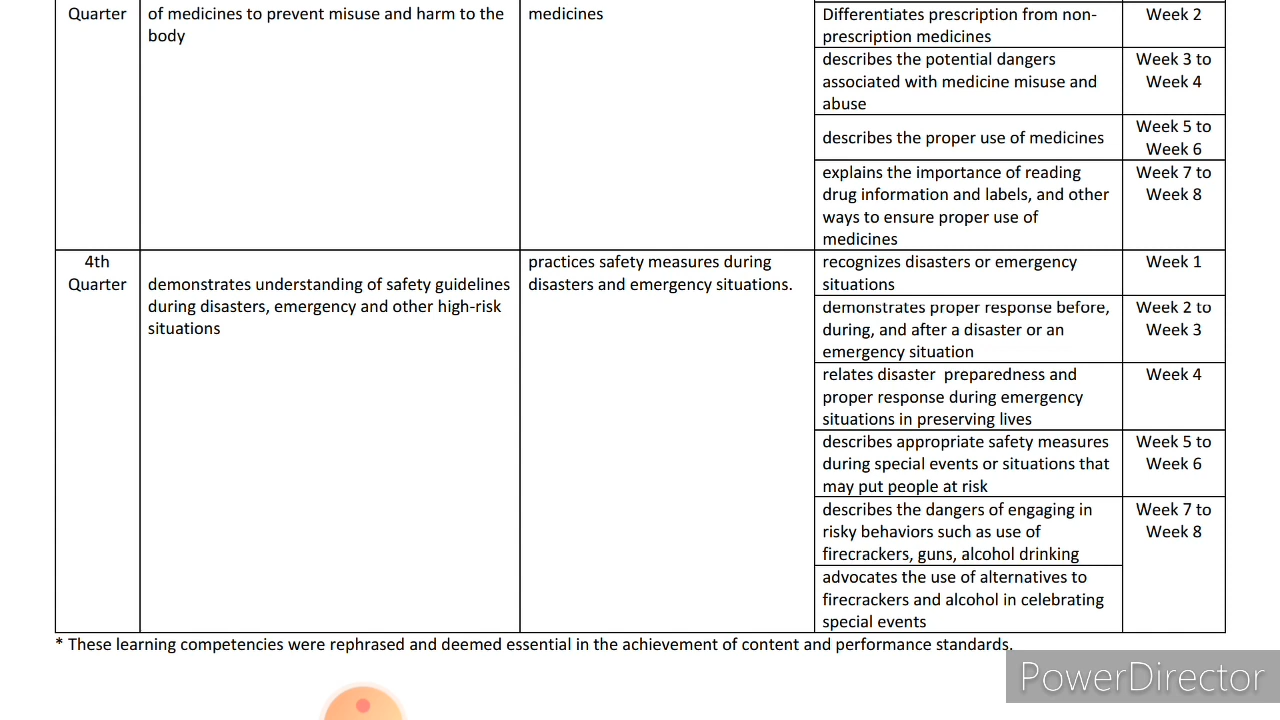 Quarter
of medicines to prevent misuse and harm to the
body
medicines
Differentiates prescription from non-
prescription medicines
Week 2
describes the potential dangers
associated with medicine misuse and
abuse
Week 3 to
Week 4
describes the proper use of medicines
Week 5 to
Week 6
explains the importance of reading
drug information and labels, and other
ways to ensure proper use of
medicines
Week 7 to
Week 8
4th
Quarter
demonstrates understanding of safety guidelines
during disasters, emergency and other high-risk
situations
practices safety measures during
disasters and emergency situations.
recognizes disasters or emergency
situations
Week 1
demonstrates proper response before,
during, and after a disaster or an
emergency situation
Week 2 to
Week 3
relates disaster preparedness and
proper response during emergency
situations in preserving lives
Week 4
describes appropriate safety measures
during special events or situations that
may put people at risk
Week 5 to
Week 6
describes the dangers of engaging in
risky behaviors such as use of
firecrackers, guns, alcohol drinking
Week 7 to
Week 8
advocates the use of alternatives to
firecrackers and alcohol in celebrating
special events
* These learning competencies were rephrased and deemed essential in the achievement of content and performance standards.
PowerDirector